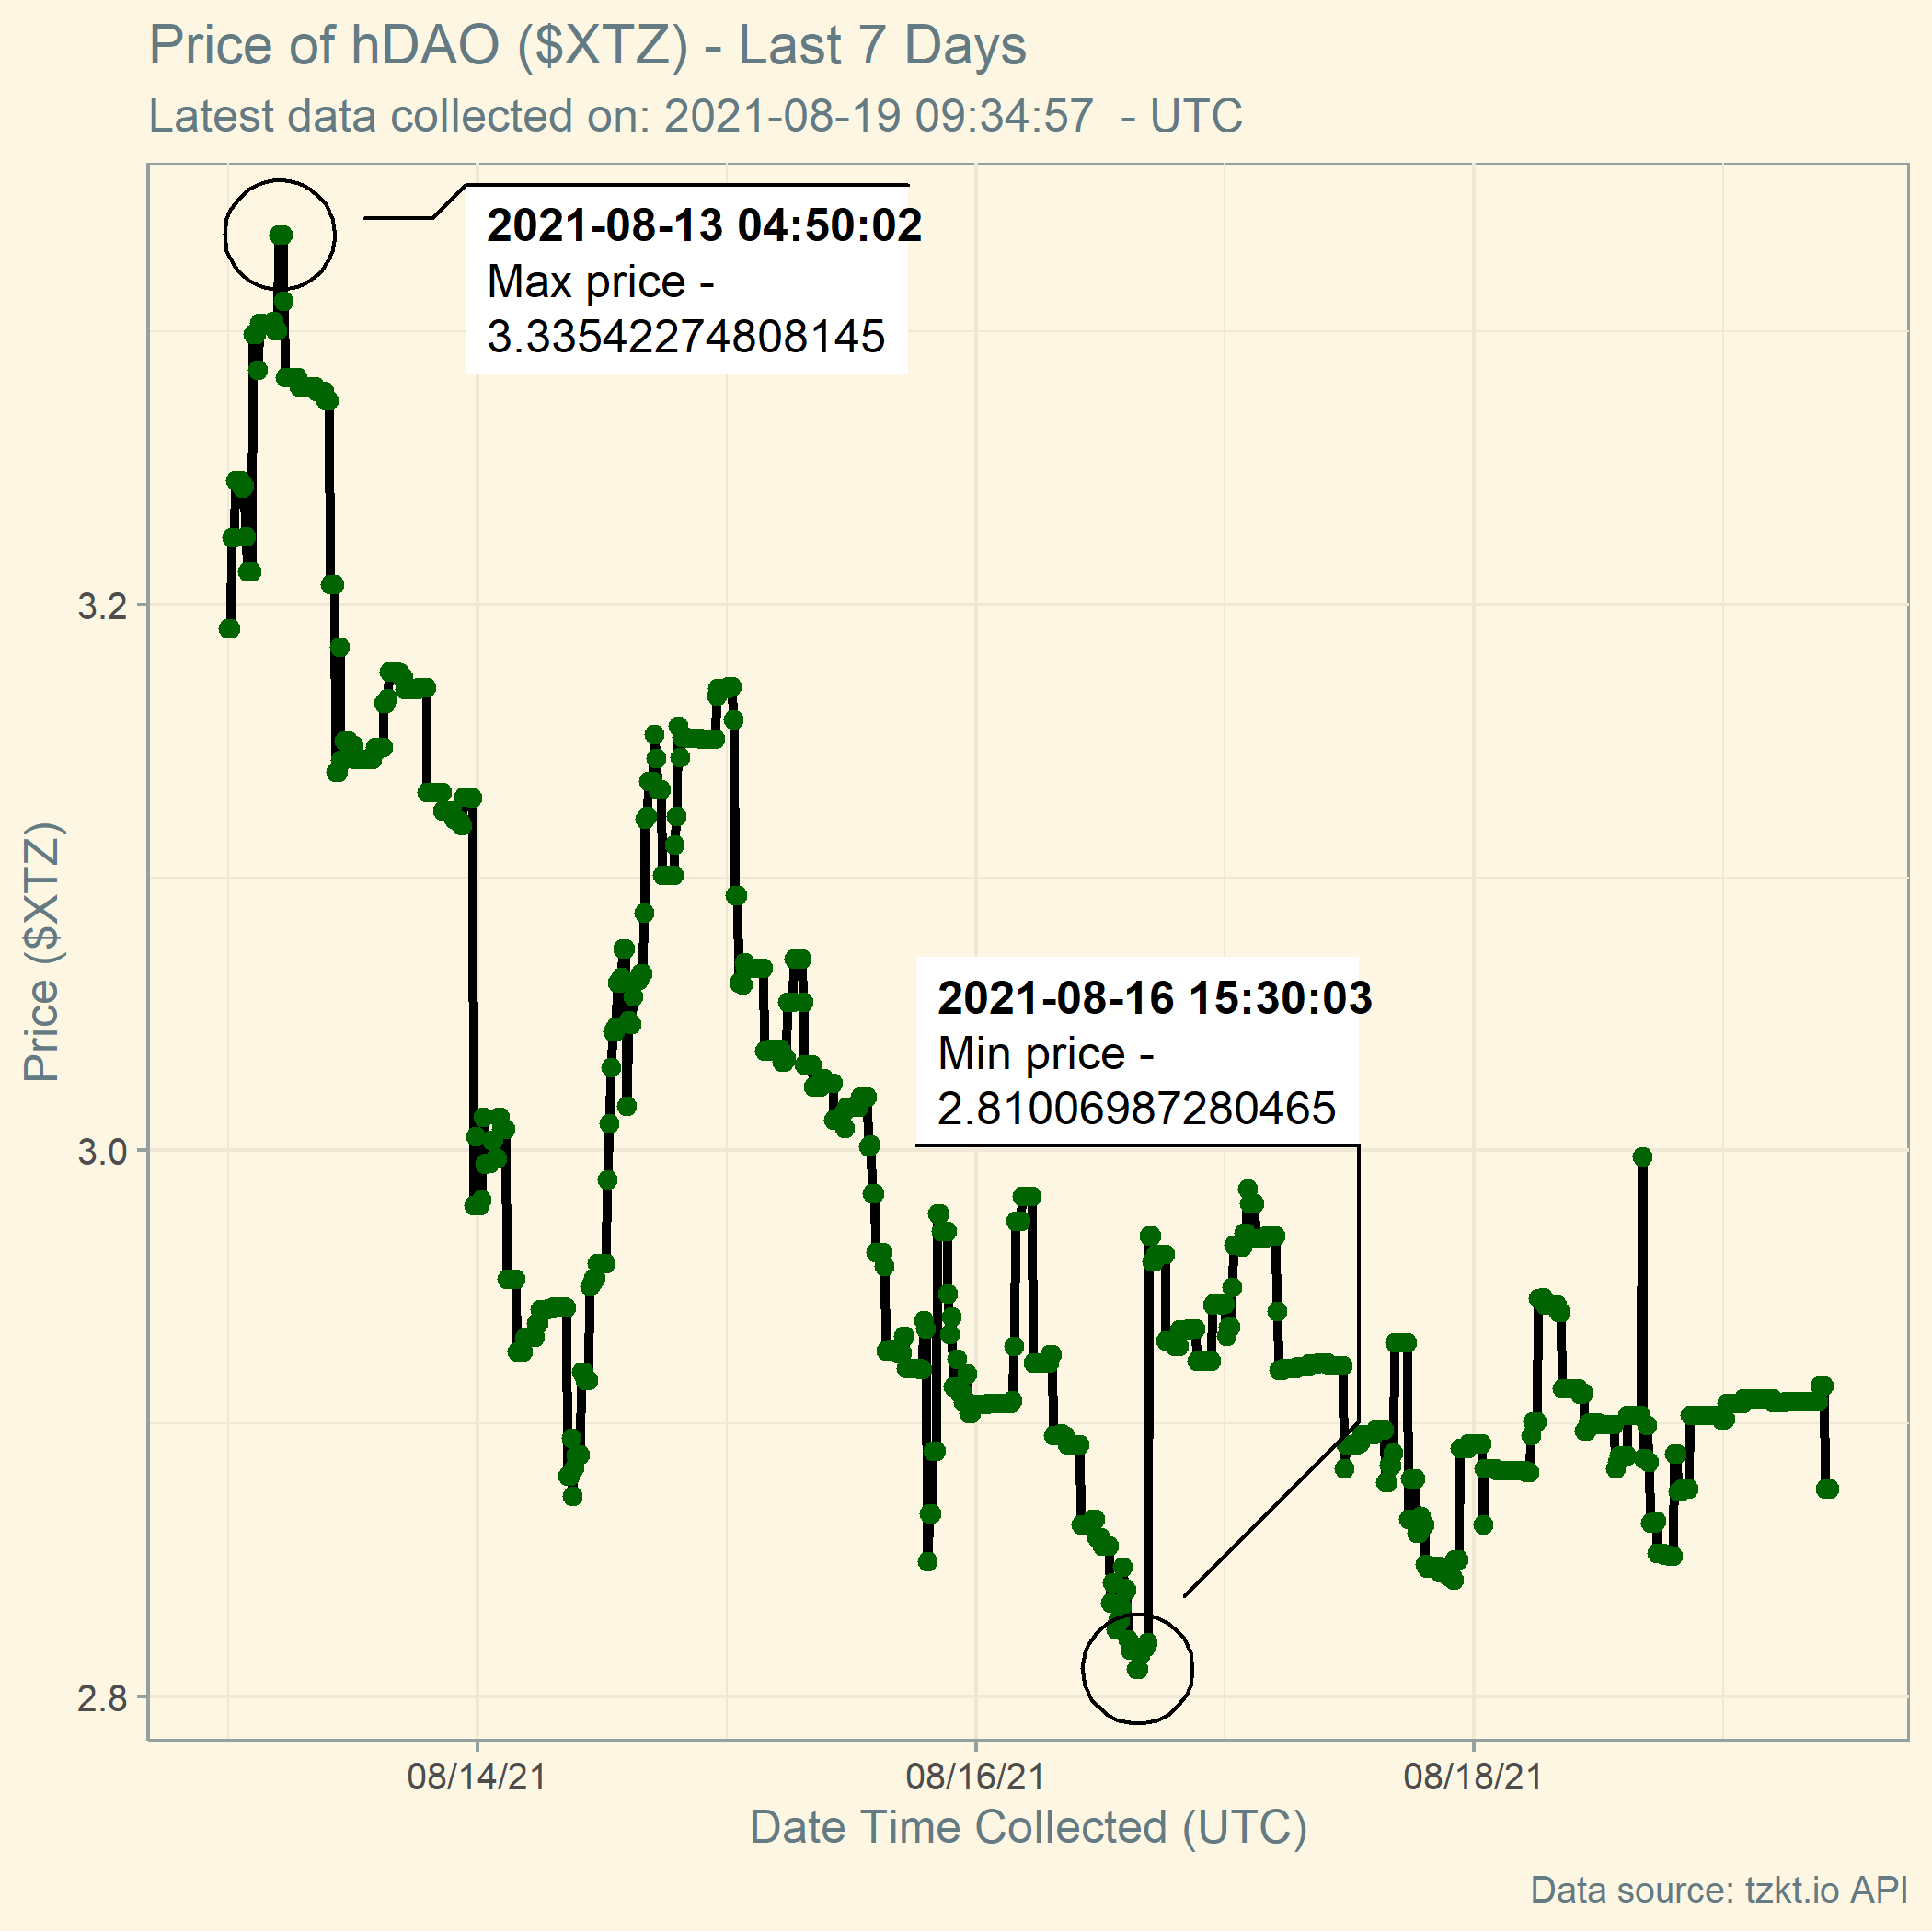 Price of hDAO ($XTZ) - Last 7 Days
Latest data collected on: 2021-08-19 09:34:57  - UTC
2021-08-13 04:50:02
Max price -
3.33542274808145
3.2
Price ($XTZ)
2021-08-16 15:30:03
Min price -
2.81006987280465
3.0
2.8
08/14/21
08/16/21
08/18/21
Date Time Collected (UTC)
Data source: tzkt.io API